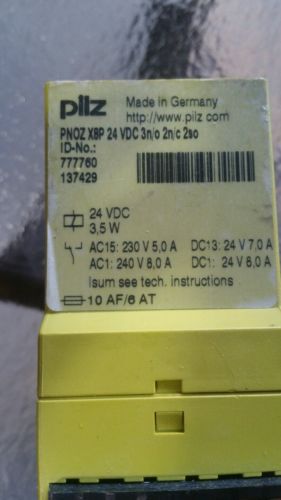 pilz
Made in Germany
http://www.pilz.com
PNOZ X8P 24 VDC 3n/o 2n/c 2so
ID-No.:
777760
137429
24 VDC
3,5 W
AC15: 230 V 5,0 A DC13: 24 V 7,0 A
AC1: 240 V 8,0 A DC1: 24 V 8,0 A
Isum see tech. instructions
10 AF/6 AT